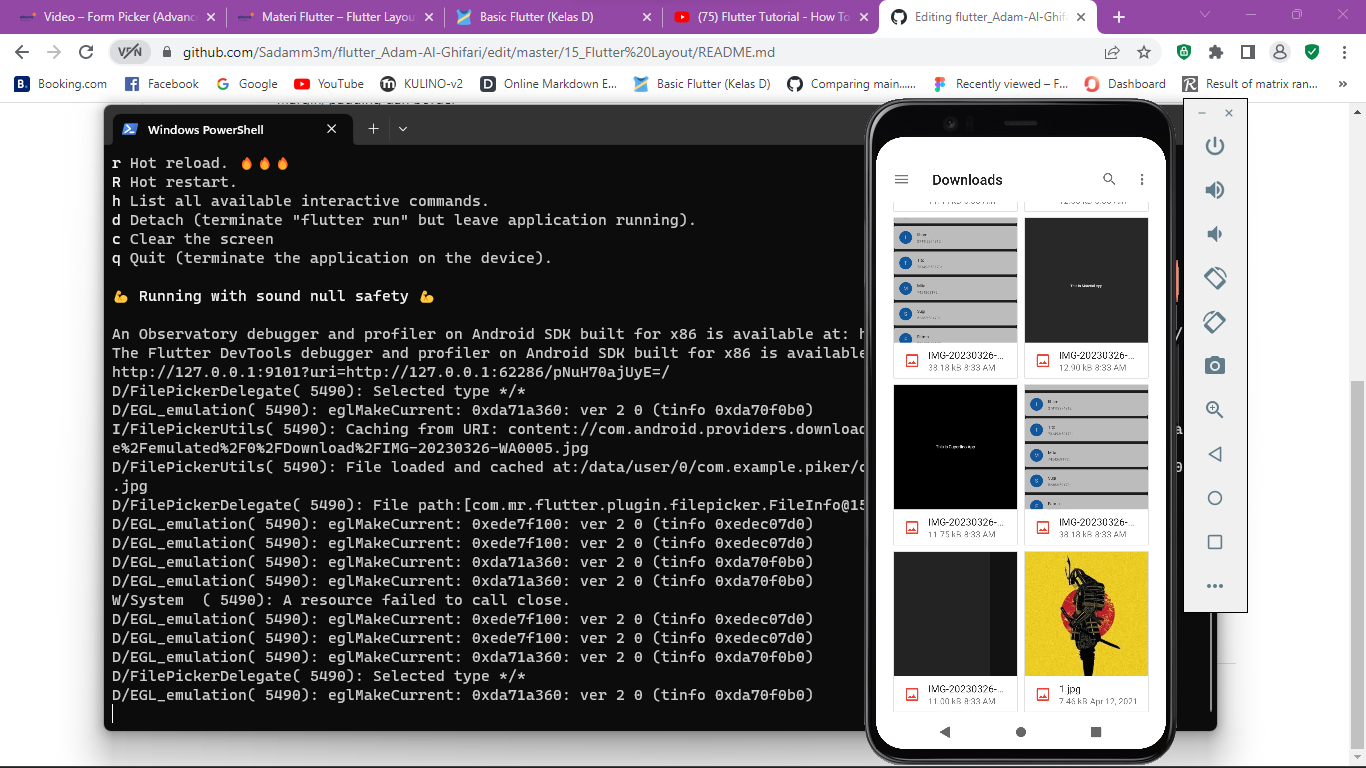 Video – Form Picker (Advanc
Materi Flutter – Flutter Layou
Basic Flutter (Kelas D)
(75) Flutter Tutorial - How To
Editing flutter_Adam-Al-Ghifa
VPN
github.com/Sadamm3m/flutter_Adam-Al-Ghifari/edit/master/15_Flutter%20Layout/README.md
Booking.com
Facebook
Google
YouTube
KULINO-v2
Online Markdown E...
Basic Flutter (Kelas D)
Comparing main......
Recently viewed – F...
Dashboard
Result of matrix ran...
Windows PowerShell
r Hot reload. 🔥🔥🔥
R Hot restart.
h List all available interactive commands.
d Detach (terminate "flutter run" but leave application running).
c Clear the screen
q Quit (terminate the application on the device).
💪 Running with sound null safety 💪
An Observatory debugger and profiler on Android SDK built for x86 is available at: h
The Flutter DevTools debugger and profiler on Android SDK built for x86 is available
http://127.0.0.1:9101?uri=http://127.0.0.1:62286/pNuH70ajUyE=/
D/FilePickerDelegate( 5490): Selected type */*
D/EGL_emulation( 5490): eglMakeCurrent: 0xda71a360: ver 2 0 (tinfo 0xda70f0b0)
I/FilePickerUtils( 5490): Caching from URI: content://com.android.providers.download
e%2Femulated%2F0%2FDownload%2FIMG-20230326-WA0005.jpg
D/FilePickerUtils( 5490): File loaded and cached at:/data/user/0/com.example.piker/c
.jpg
D/FilePickerDelegate( 5490): File path:[com.mr.flutter.plugin.filepicker.FileInfo@15
D/EGL_emulation( 5490): eglMakeCurrent: 0xede7f100: ver 2 0 (tinfo 0xedec07d0)
D/EGL_emulation( 5490): eglMakeCurrent: 0xede7f100: ver 2 0 (tinfo 0xedec07d0)
D/EGL_emulation( 5490): eglMakeCurrent: 0xda71a360: ver 2 0 (tinfo 0xda70f0b0)
D/EGL_emulation( 5490): eglMakeCurrent: 0xda71a360: ver 2 0 (tinfo 0xda70f0b0)
W/System  ( 5490): A resource failed to call close.
D/EGL_emulation( 5490): eglMakeCurrent: 0xede7f100: ver 2 0 (tinfo 0xedec07d0)
D/EGL_emulation( 5490): eglMakeCurrent: 0xede7f100: ver 2 0 (tinfo 0xedec07d0)
D/EGL_emulation( 5490): eglMakeCurrent: 0xda71a360: ver 2 0 (tinfo 0xda70f0b0)
D/FilePickerDelegate( 5490): Selected type */*
D/EGL_emulation( 5490): eglMakeCurrent: 0xda71a360: ver 2 0 (tinfo 0xda70f0b0)
Downloads
This is Material App
IMG-20230326-...
38.18 kB 8:33 AM
IMG-20230326-...
12.90 kB 8:33 AM
This is Cupertino App
IMG-20230326-...
11.75 kB 8:33 AM
IMG-20230326-...
38.18 kB 8:33 AM
IMG-20230326-...
11.00 kB 8:33 AM
1.jpg
7.46 kB Apr 12, 2021